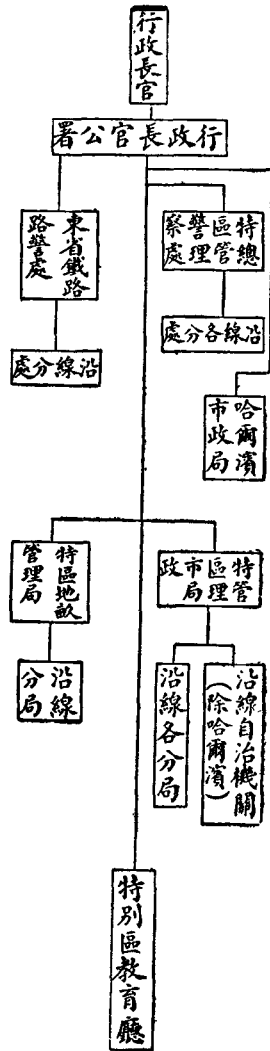 行政長官
行政長官公署
特區警察
總管理處
東省鐵路
路警處
沿線各分處
沿線分處
哈爾濱
市政局
特區市政
管理局
特區地畝
管理局
沿線自治機關
(除哈爾濱)
沿線各分局
沿線
分局
特別區教育廳